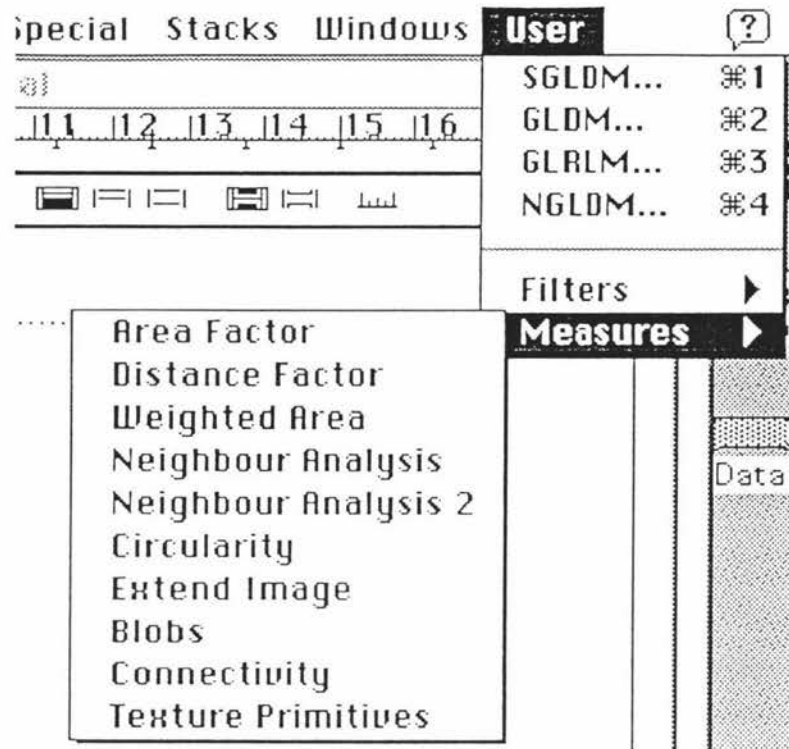 Special Stacks Windows User ?
11 12 13 14 15 16
SGLDM... ⌘1
GLDM... ⌘2
GLRLM... ⌘3
NGLDM... ⌘4
Filters
Measures
Area Factor
Distance Factor
Weighted Area
Neighbour Analysis
Neighbour Analysis 2
Circularity
Extend Image
Blobs
Connectivity
Texture Primitives
Data